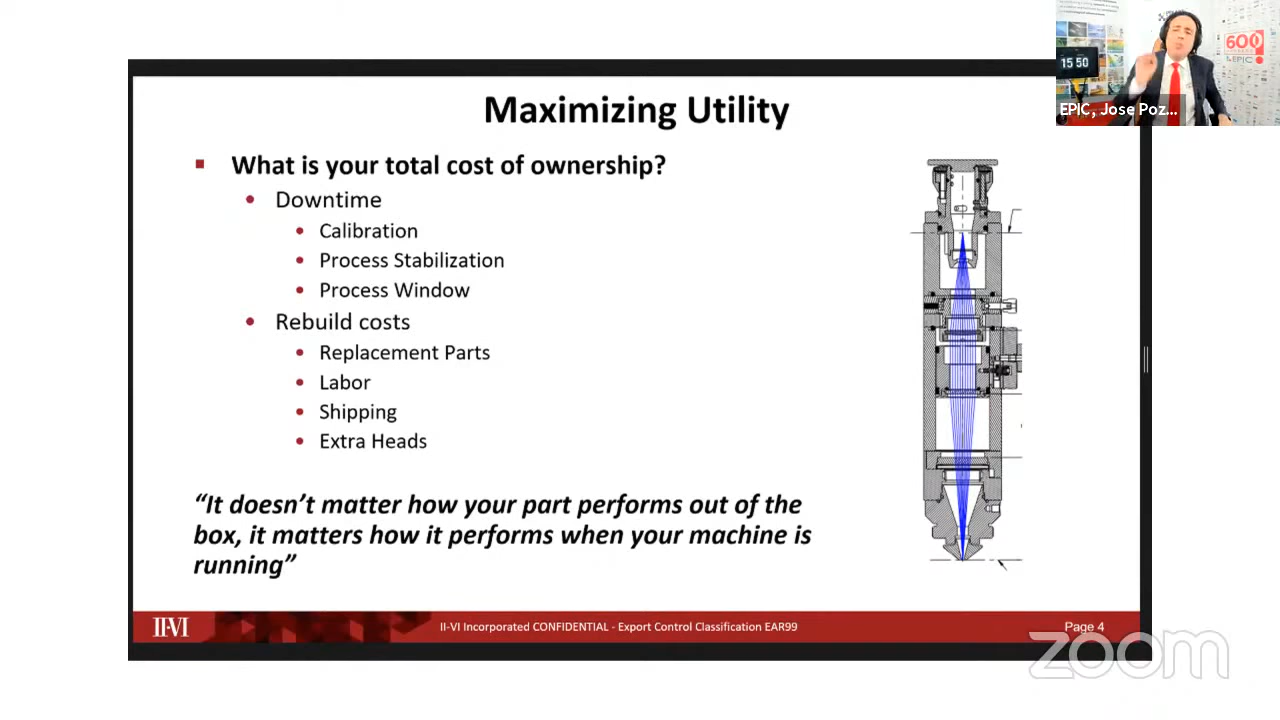 Maximizing Utility
What is your total cost of ownership?
Downtime
Calibration
Process Stabilization
Process Window
Rebuild costs
Replacement Parts
Labor
Shipping
Extra Heads
“It doesn’t matter how your part performs out of the
box, it matters how it performs when your machine is
running”
II-VI
II-VI Incorporated CONFIDENTIAL - Export Control Classification EAR99
Page 4
15 50
600
EPIC
EPIC, Jose Poz...
zoom